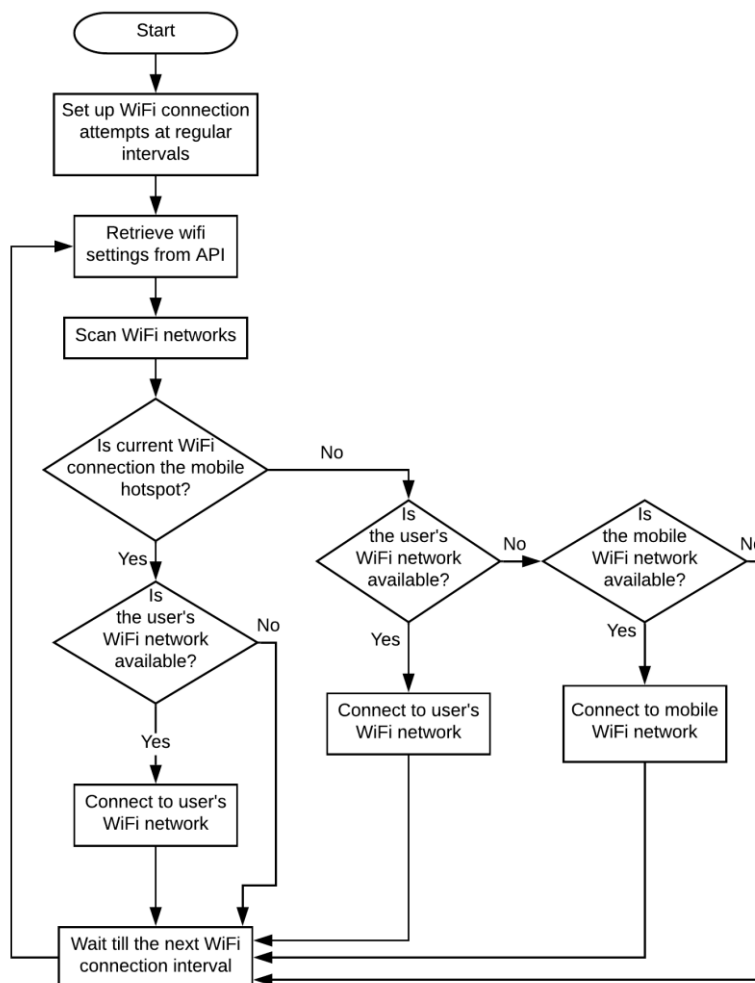 Start
Set up WiFi connection
attempts at regular
intervals
Retrieve wifi
settings from API
Scan WiFi networks
Is current WiFi
connection the mobile
hotspot?
No
Yes
Is
the user's
WiFi network
available?
No
Yes
Connect to user's
WiFi network
Is
the user's
WiFi network
available?
No
Yes
Connect to user's
WiFi network
Is
the mobile
WiFi network
available?
No
Yes
Connect to mobile
WiFi network
Wait till the next WiFi
connection interval